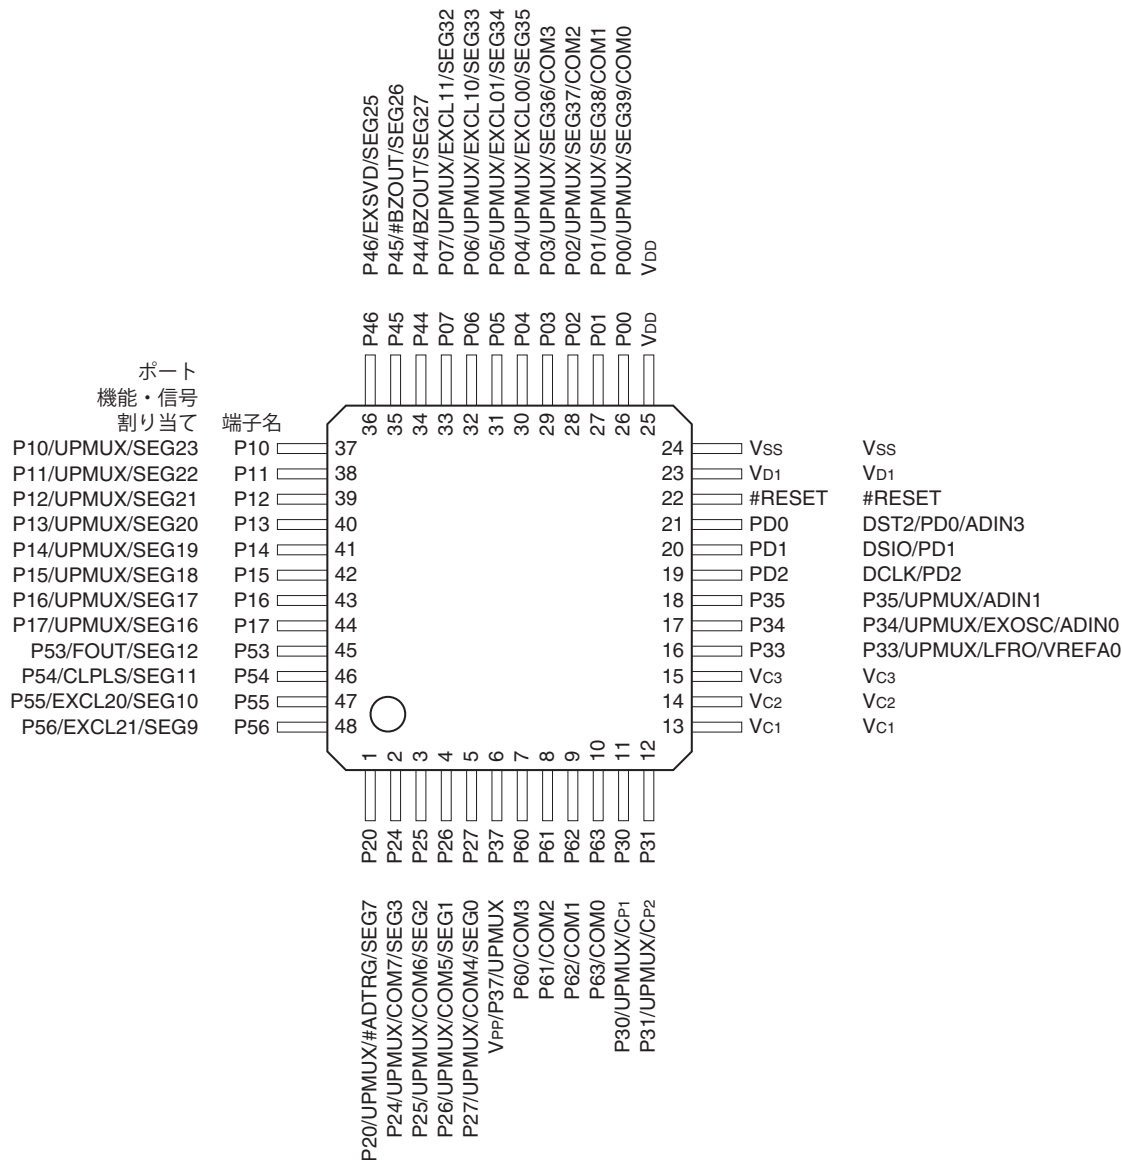 P46/EXSVD/SEG25
P45/#BZOUT/SEG26
P44/BZOUT/SEG27
P07/UPMUX/EXCL11/SEG32
P06/UPMUX/EXCL10/SEG33
P05/UPMUX/EXCL01/SEG34
P04/UPMUX/EXCL00/SEG35
P03/UPMUX/SEG36/COM3
P02/UPMUX/SEG37/COM2
P01/UPMUX/SEG38/COM1
P00/UPMUX/SEG39/COM0
VDD
P46
P45
P44
P07
P06
P05
P04
P03
P02
P01
P00
VDD
ポート
機能・信号
割り当て 端子名
36
35
34
33
32
31
30
29
28
27
26
25
P10/UPMUX/SEG23 P10 37
P11/UPMUX/SEG22 P11 38
P12/UPMUX/SEG21 P12 39
P13/UPMUX/SEG20 P13 40
P14/UPMUX/SEG19 P14 41
P15/UPMUX/SEG18 P15 42
P16/UPMUX/SEG17 P16 43
P17/UPMUX/SEG16 P17 44
P53/FOUT/SEG12 P53 45
P54/CLPLS/SEG11 P54 46
P55/EXCL20/SEG10 P55 47
P56/EXCL21/SEG9 P56 48
24 VSS VSS
23 VD1 VD1
22 #RESET #RESET
21 PD0 DST2/PD0/ADIN3
20 PD1 DSIO/PD1
19 PD2 DCLK/PD2
18 P35 P35/UPMUX/ADIN1
17 P34 P34/UPMUX/EXOSC/ADIN0
16 P33 P33/UPMUX/LFRO/VREFA0
15 VC3 VC3
14 VC2 VC2
13 VC1 VC1
1
2
3
4
5
6
7
8
9
10
11
12
P20
P24
P25
P26
P27
P37
P60
P61
P62
P63
P30
P31
P20/UPMUX/#ADTRG/SEG7
P24/UPMUX/COM7/SEG3
P25/UPMUX/COM6/SEG2
P26/UPMUX/COM5/SEG1
P27/UPMUX/COM4/SEG0
VPP/P37/UPMUX
P60/COM3
P61/COM2
P62/COM1
P63/COM0
P30/UPMUX/CP1
P31/UPMUX/CP2